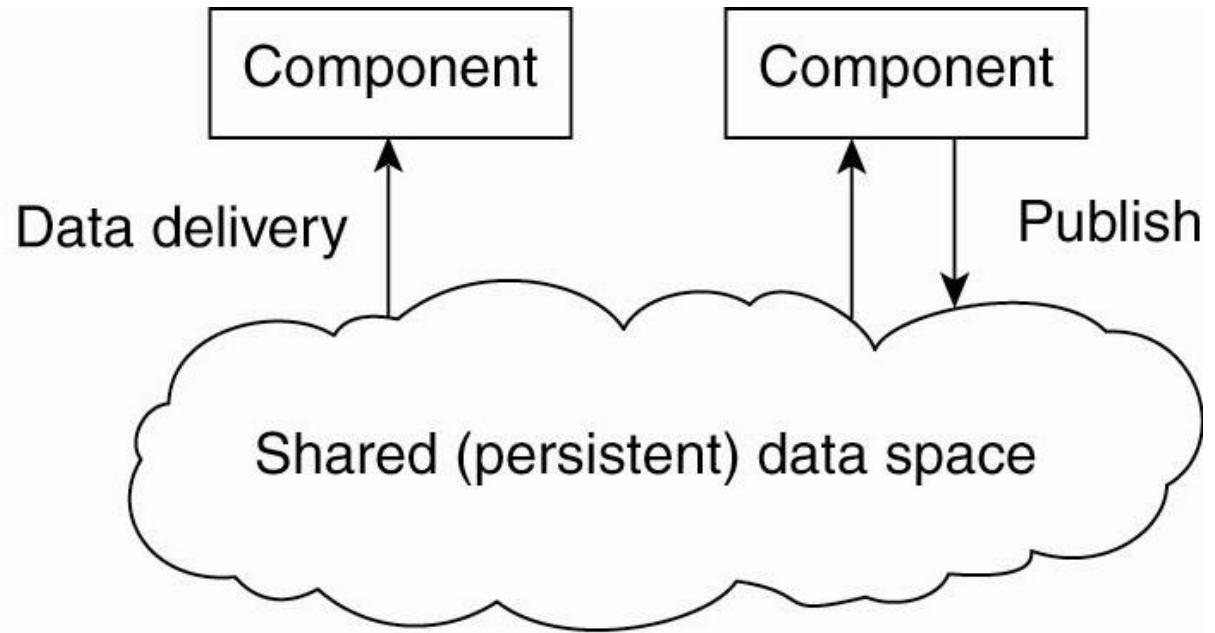 Component
Component
Data delivery
Publish
Shared (persistent) data space